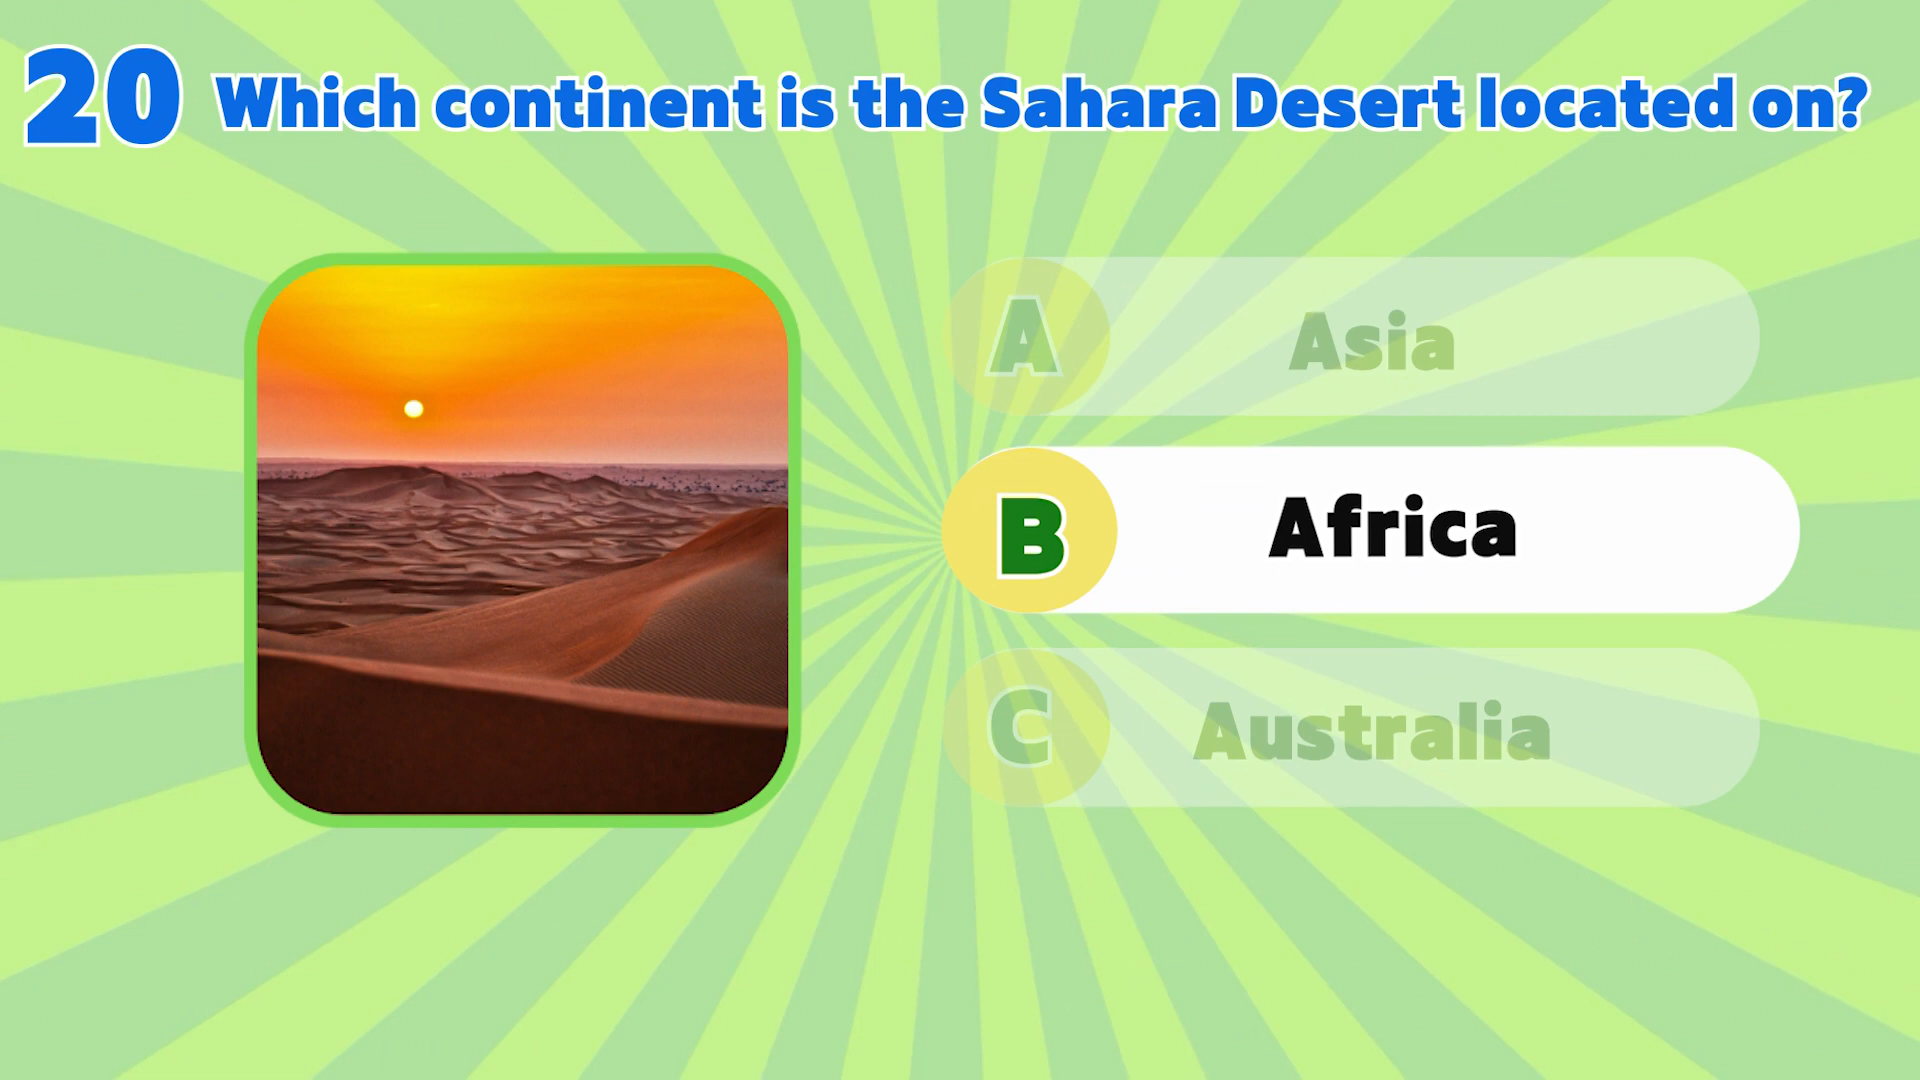 20 Which continent is the Sahara Desert located on?
A Asia
B Africa
C Australia